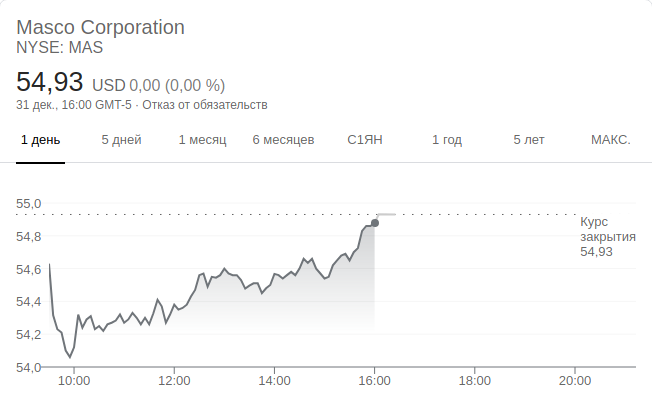 Masco Corporation
NYSE: MAS
54,93 USD 0,00 (0,00 %)
31 дек., 16:00 GMT-5 · Отказ от обязательств
1 день 5 дней 1 месяц 6 месяцев С1ЯН 1 год 5 лет МАКС.
55,0
54,8
54,6
54,4
54,2
54,0
Курс
закрытия
54,93
10:00 12:00 14:00 16:00 18:00 20:00